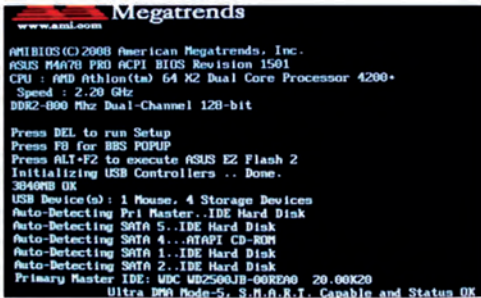 Megatrends
www.ami.com
AMIBIOS(C)2008 American Megatrends, Inc.
ASUS M4A78 PRO ACPI BIOS Revision 1501
CPU : AMD Athlon(tm) 64 X2 Dual Core Processor 4200+
Speed : 2.20 GHz
DDR2-800 Mhz Dual-Channel 128-bit
Press DEL to run Setup
Press F8 for BBS POPUP
Press ALT+F2 to execute ASUS EZ Flash 2
Initializing USB Controllers .. Done.
3840MB OK
USB Device(s): 1 Mouse, 4 Storage Devices
Auto-Detecting Pri Master..IDE Hard Disk
Auto-Detecting SATA 5..IDE Hard Disk
Auto-Detecting SATA 4...ATAPI CD-ROM
Auto-Detecting SATA 1..IDE Hard Disk
Auto-Detecting SATA 2..IDE Hard Disk
Primary Master IDE: WDC WD2500JB-00REA0 20.00K20
Ultra DMA Mode-5, S.M.A.R.T. Capable and Status OK